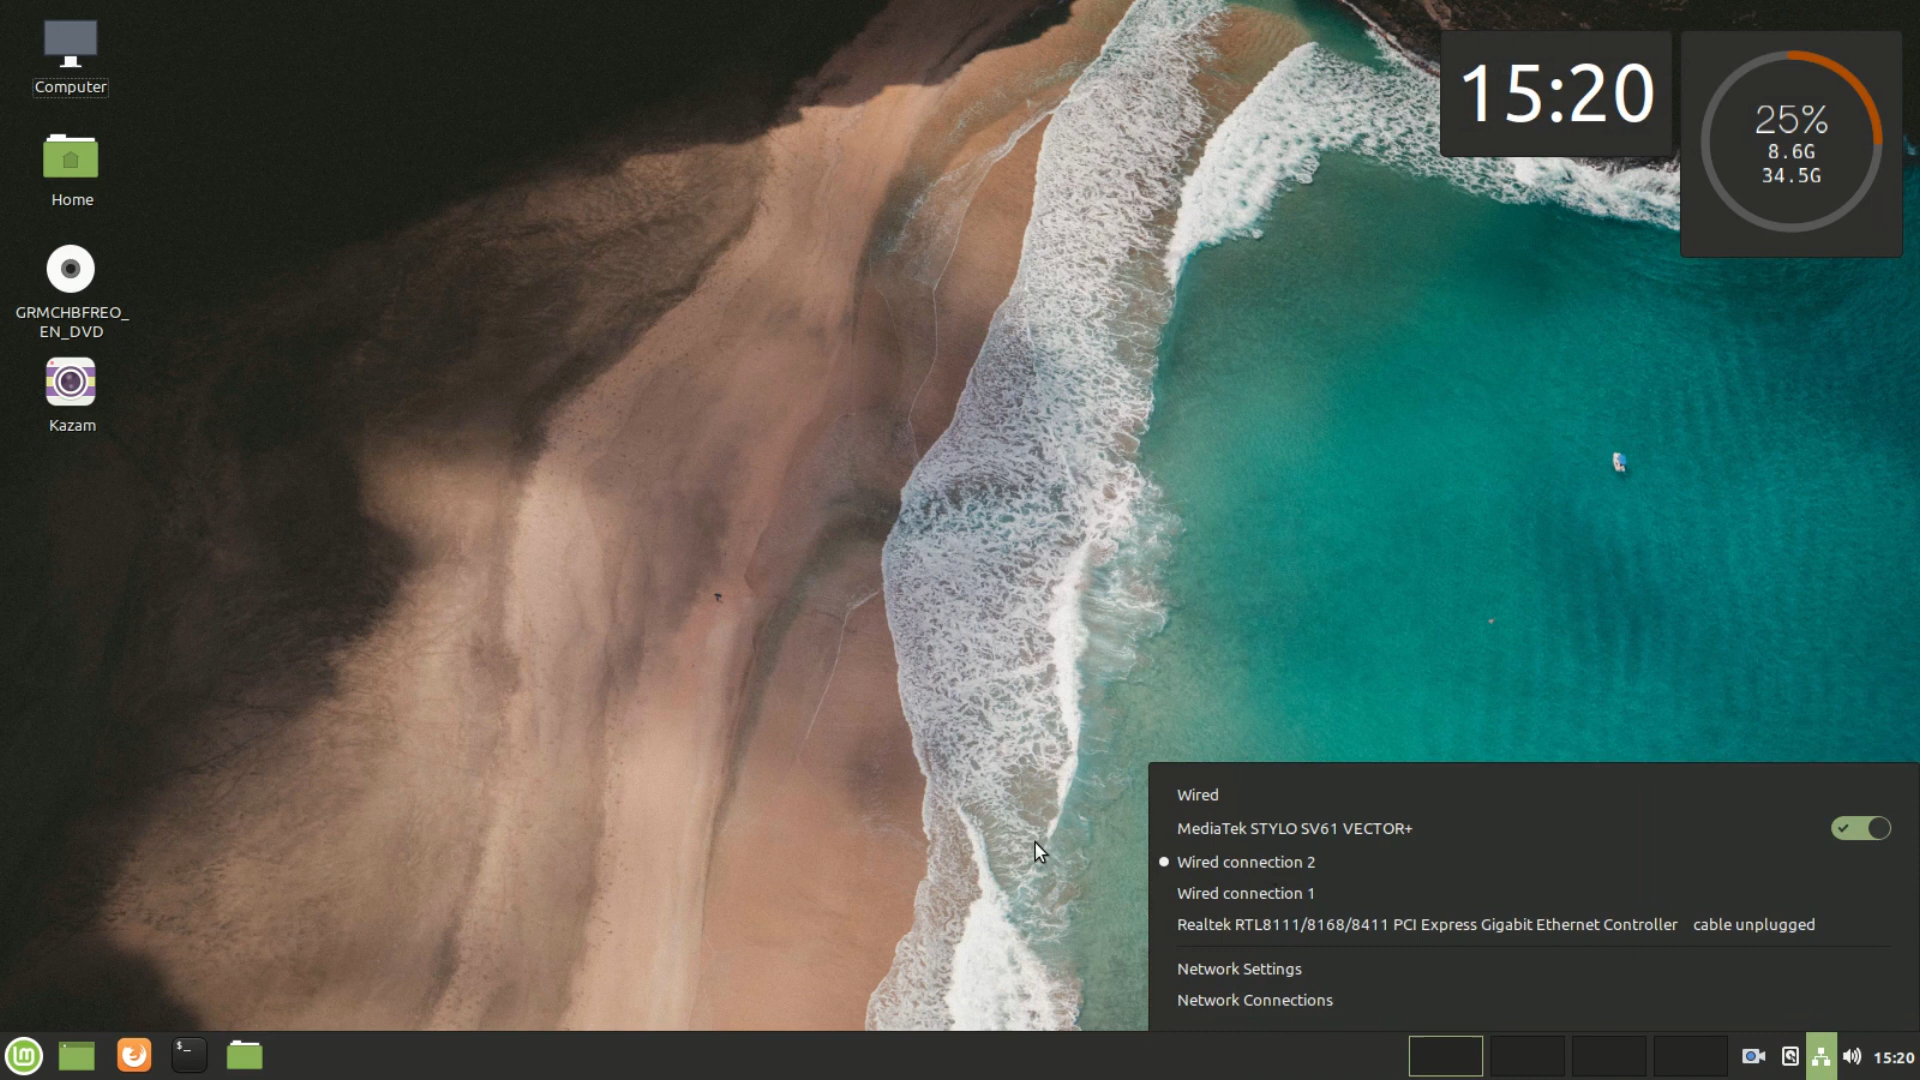 Computer
Home
GRMCHBFREO_
EN_DVD
Kazam
15:20
25%
8.6G
34.5G
Wired
MediaTek STYLO SV61 VECTOR+
Wired connection 2
Wired connection 1
Realtek RTL8111/8168/8411 PCI Express Gigabit Ethernet Controller cable unplugged
Network Settings
Network Connections
lm
$_
15:20